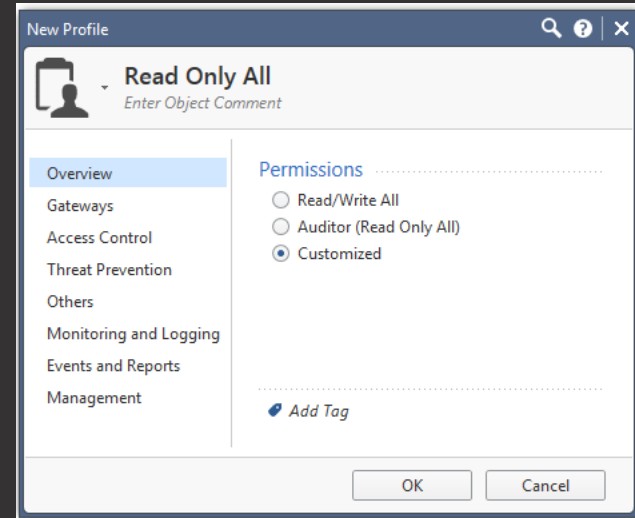 New Profile
Read Only All
Enter Object Comment
Overview
Gateways
Access Control
Threat Prevention
Others
Monitoring and Logging
Events and Reports
Management
Permissions
Read/Write All
Auditor (Read Only All)
Customized
Add Tag
OK
Cancel